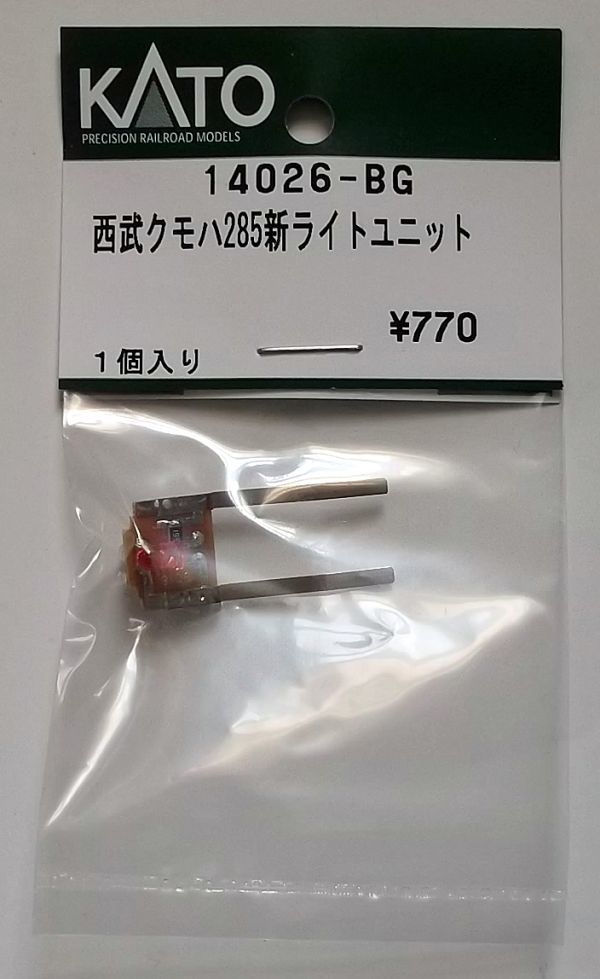 KATO
PRECISION RAILROAD MODELS
14026-BG
西武クモハ285新ライトユニット
¥770
1個入り